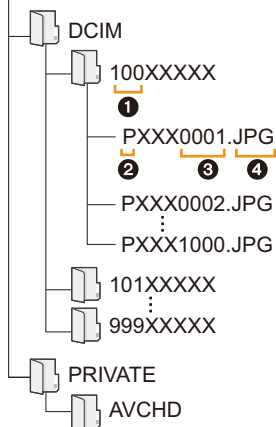 DCIM
100XXXXX
❶
PXXX0001.JPG
❷ ❸ ❹
PXXX0002.JPG
PXXX1000.JPG
101XXXXX
999XXXXX
PRIVATE
AVCHD